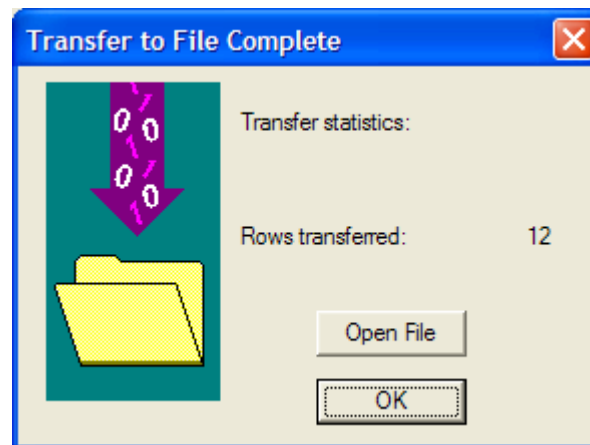 Transfer to File Complete
Transfer statistics:
Rows transferred: 12
Open File
OK